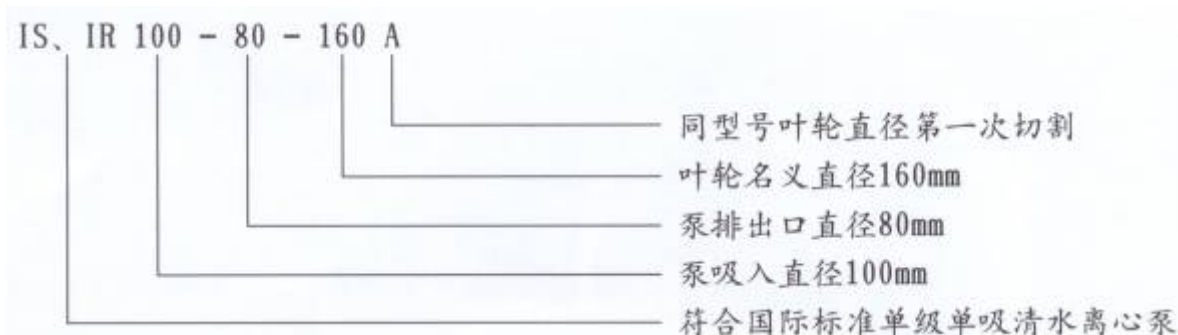 IS、IR 100 - 80 - 160 A
同型号叶轮直径第一次切割
叶轮名义直径160mm
泵排出口直径80mm
泵吸入直径100mm
符合国际标准单级单吸清水离心泵